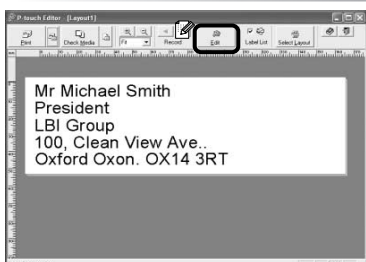 P-touch Editor - [Layout1]
Print Check Media Fit Record Edit Label List Select Layout
Mr Michael Smith
President
LBI Group
100, Clean View Ave..
Oxford Oxon. OX14 3RT